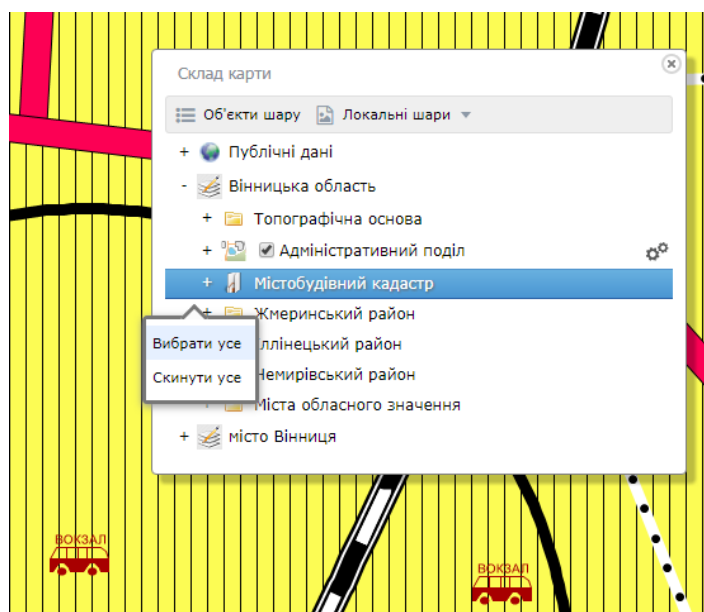 Склад карти
Об'єкти шару Локальні шари
+ Публічні дані
- Вінницька область
+ Топографічна основа
+ Адміністративний поділ
+ Містобудівний кадастр
+ Жмеринський район
Вибрати усе
ллінецький район
Скинути усе
Немирівський район
+ Міста обласного значення
+ місто Вінниця
ВОКЗАЛ
ВОКЗАЛ